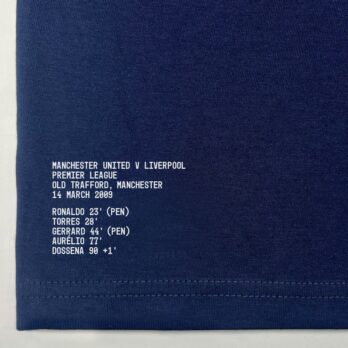 MANCHESTER UNITED V LIVERPOOL
PREMIER LEAGUE
OLD TRAFFORD, MANCHESTER
14 MARCH 2009
RONALDO 23' (PEN)
TORRES 28'
GERRARD 44' (PEN)
AURÉLIO 77'
DOSSENA 90 +1'